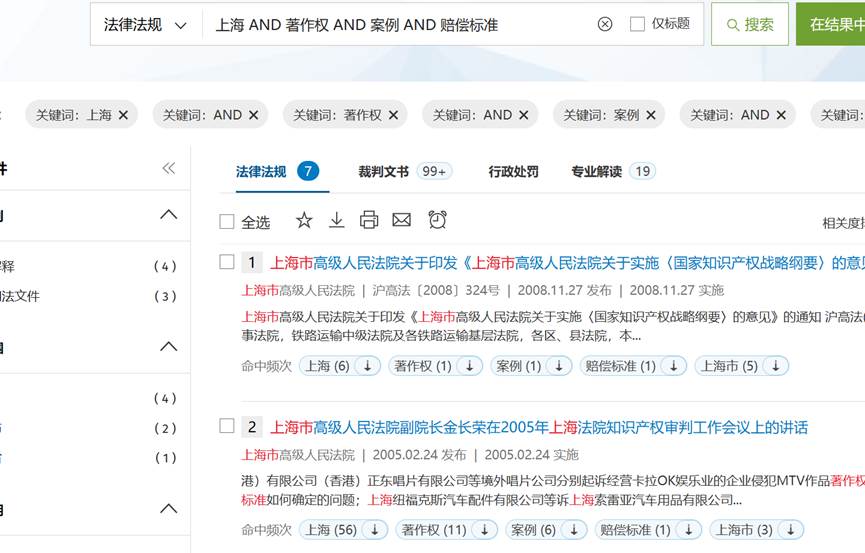 法律法规 上海 AND 著作权 AND 案例 AND 赔偿标准 仅标题 搜索 在结果中
关键词：上海 关键词：AND 关键词：著作权 关键词：AND 关键词：案例 关键词：AND 关键词：
件
法律法规 7 裁判文书 99+ 行政处罚 专业解读 19
全选 相关度排
释 (4)
法文件 (3)
(4)
(2)
(1)
1 上海市高级人民法院关于印发《上海市高级人民法院关于实施〈国家知识产权战略纲要〉的意见
上海市高级人民法院 | 沪高法〔2008〕324号 | 2008.11.27 发布 | 2008.11.27 实施
上海市高级人民法院关于印发《上海市高级人民法院关于实施〈国家知识产权战略纲要〉的意见》的通知 沪高法(
事法院，铁路运输中级法院及各铁路运输基层法院，各区、县法院，本...
命中频次 上海 (6) 著作权 (1) 案例 (1) 赔偿标准 (1) 上海市 (5)
2 上海市高级人民法院副院长金长荣在2005年上海法院知识产权审判工作会议上的讲话
上海市高级人民法院 | 2005.02.24 发布 | 2005.02.24 实施
港）有限公司（香港）正东唱片有限公司等境外唱片公司分别起诉经营卡拉OK娱乐业的企业侵犯MTV作品著作权
标准如何确定的问题；上海纽福克斯汽车配件有限公司等诉上海索雷亚汽车用品有限公司...
命中频次 上海 (56) 著作权 (11) 案例 (6) 赔偿标准 (1) 上海市 (3)